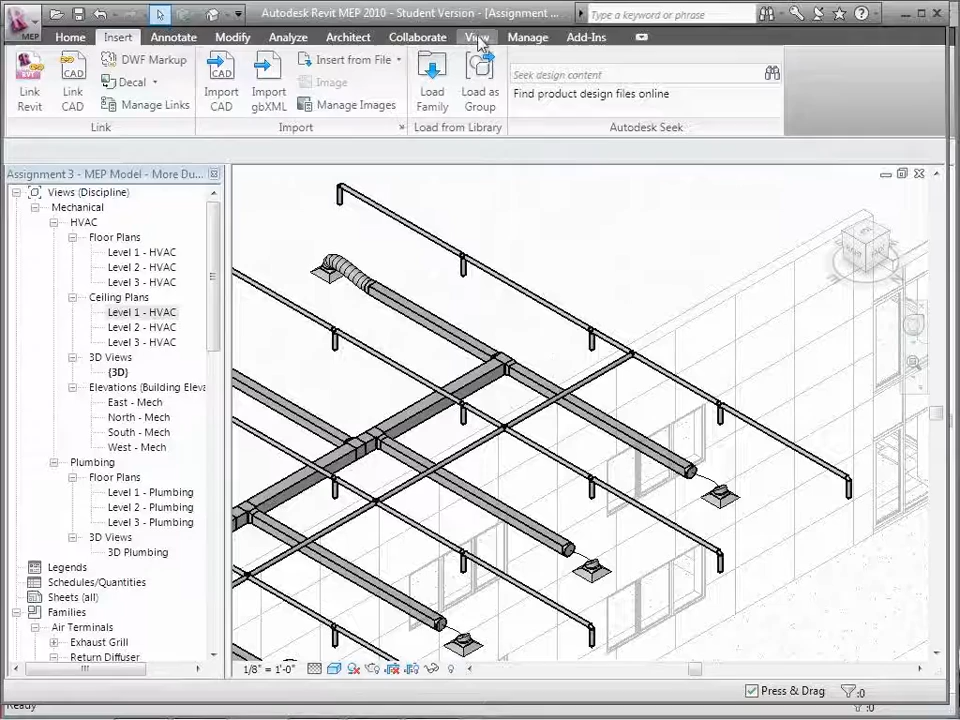 Autodesk Revit MEP 2010 - Student Version - [Assignment ...
Type a keyword or phrase
MEP
Home Insert Annotate Modify Analyze Architect Collaborate View Manage Add-Ins
Link Revit
Link CAD
DWF Markup
Decal
Manage Links
Import CAD
Import gbXML
Insert from File
Image
Manage Images
Load Family
Load as Group
Seek design content
Find product design files online
Link Import Load from Library Autodesk Seek
Assignment 3 - MEP Model - More Du...
Views (Discipline)
Mechanical
HVAC
Floor Plans
Level 1 - HVAC
Level 2 - HVAC
Level 3 - HVAC
Ceiling Plans
Level 1 - HVAC
Level 2 - HVAC
Level 3 - HVAC
3D Views
{3D}
Elevations (Building Eleva
East - Mech
North - Mech
South - Mech
West - Mech
Plumbing
Floor Plans
Level 1 - Plumbing
Level 2 - Plumbing
Level 3 - Plumbing
3D Views
3D Plumbing
Legends
Schedules/Quantities
Sheets (all)
Families
Air Terminals
Exhaust Grill
Return Diffuser
1/8" = 1'-0"
Press & Drag :0
Ready :0